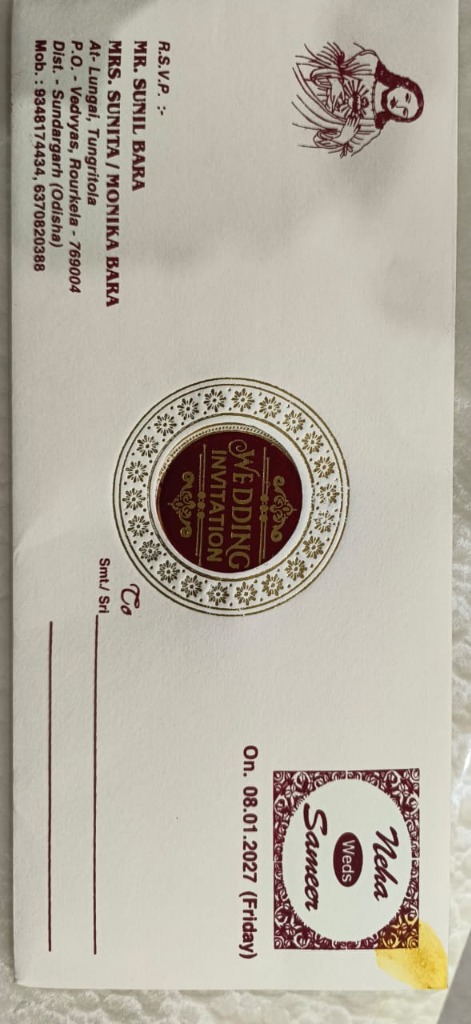 R.S.V.P. :-
MR. SUNIL BARA
MRS. SUNITA / MONIKA BARA
At- Lungai, Tungritola
P.O. - Vedvyas, Rourkela - 769004
Dist. - Sundargarh (Odisha)
Mob. : 9348174434, 6370820388
WEDDING
INVITATION
Neha
Weds
Sameer
On. 08.01.2027 (Friday)
To
Smt./ Sri